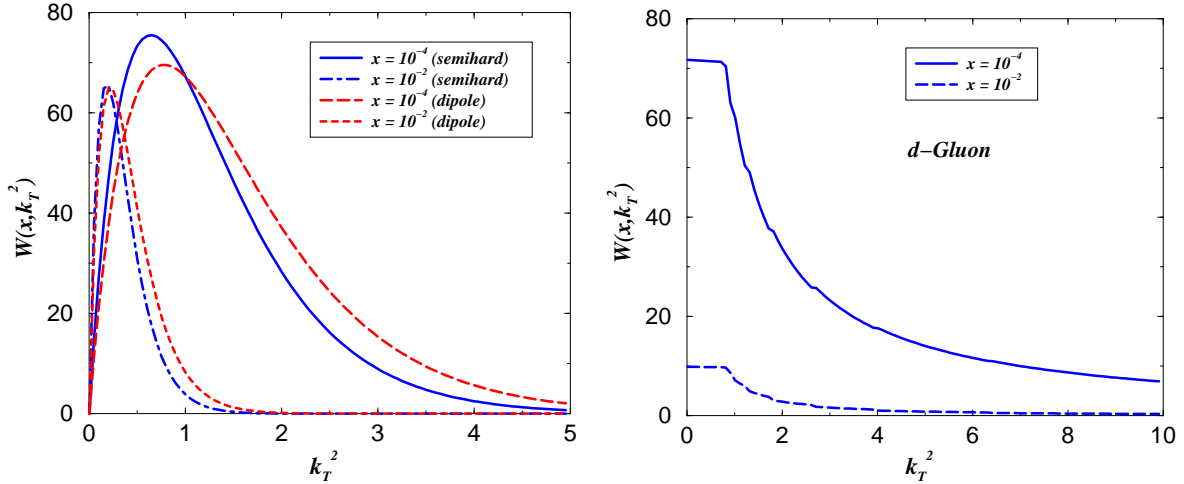 80
60
40
20
0
W(x,k_T^2)
x = 10^-4 (semihard)
x = 10^-2 (semihard)
x = 10^-4 (dipole)
x = 10^-2 (dipole)
0 1 2 3 4 5
k_T^2
80
60
40
20
0
W(x,k_T^2)
x = 10^-4
x = 10^-2
d-Gluon
0 2 4 6 8 10
k_T^2